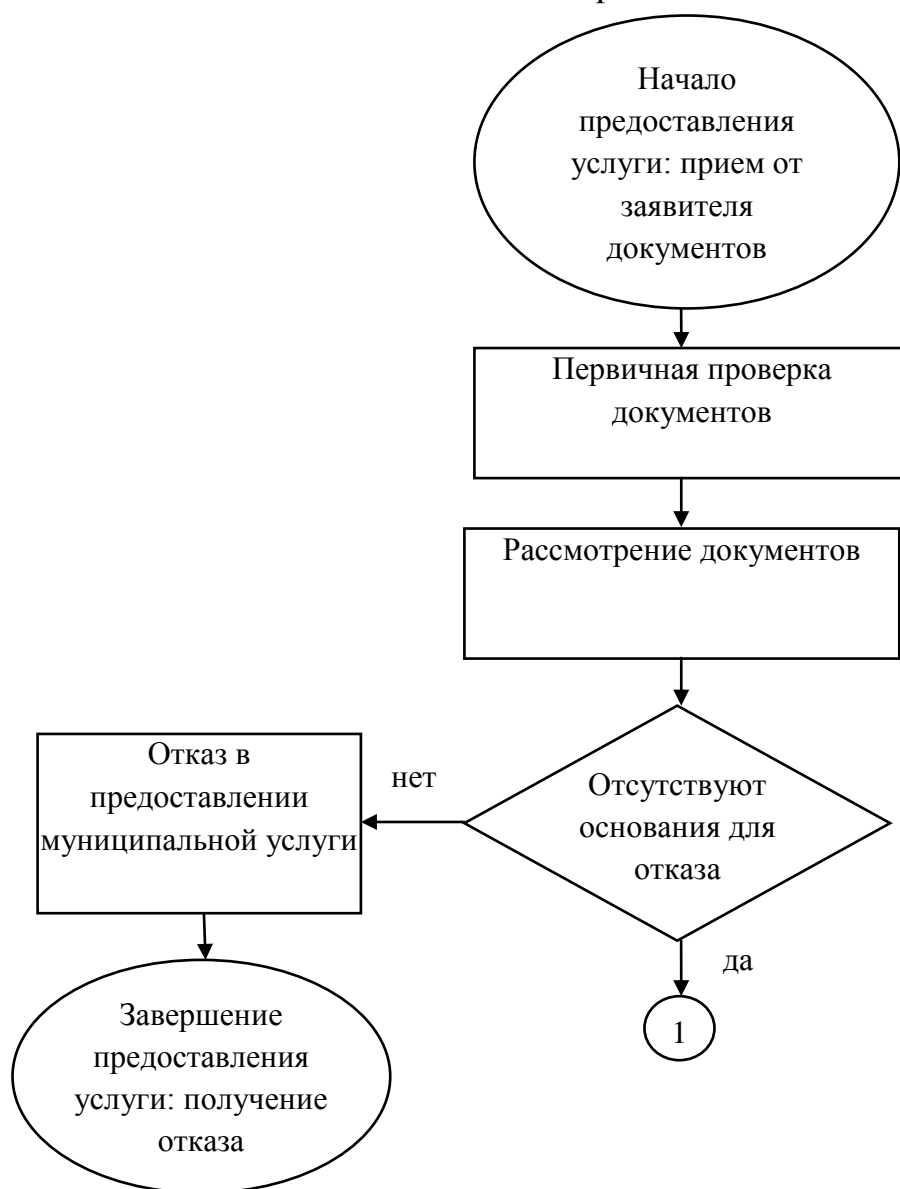 Начало
предоставления
услуги: прием от
заявителя
документов
Первичная проверка
документов
Рассмотрение документов
Отсутствуют
основания для
отказа
нет
Отказ в
предоставлении
муниципальной услуги
да
1
Завершение
предоставления
услуги: получение
отказа